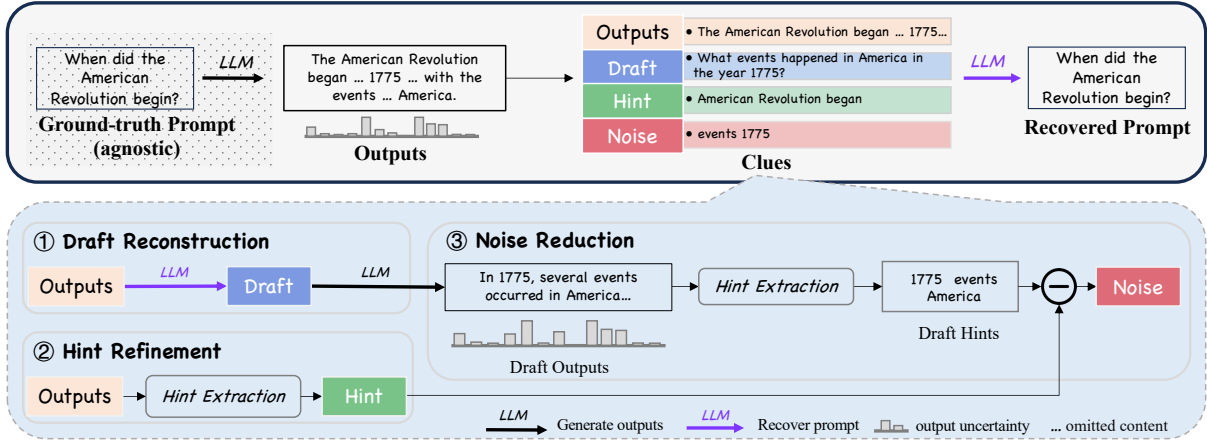 When did the
American
Revolution begin?
Ground-truth Prompt
(agnostic)
LLM
The American Revolution
began ... 1775 ... with the
events ... America.
Outputs
Outputs
• The American Revolution began ... 1775...
Draft
• What events happened in America in
the year 1775?
Hint
• American Revolution began
Noise
• events 1775
Clues
LLM
When did the
American
Revolution begin?
Recovered Prompt
① Draft Reconstruction
Outputs
LLM
Draft
LLM
② Hint Refinement
Outputs
Hint Extraction
Hint
③ Noise Reduction
In 1775, several events
occurred in America...
Draft Outputs
Hint Extraction
1775 events
America
Draft Hints
Noise
LLM
Generate outputs
LLM
Recover prompt
output uncertainty
... omitted content